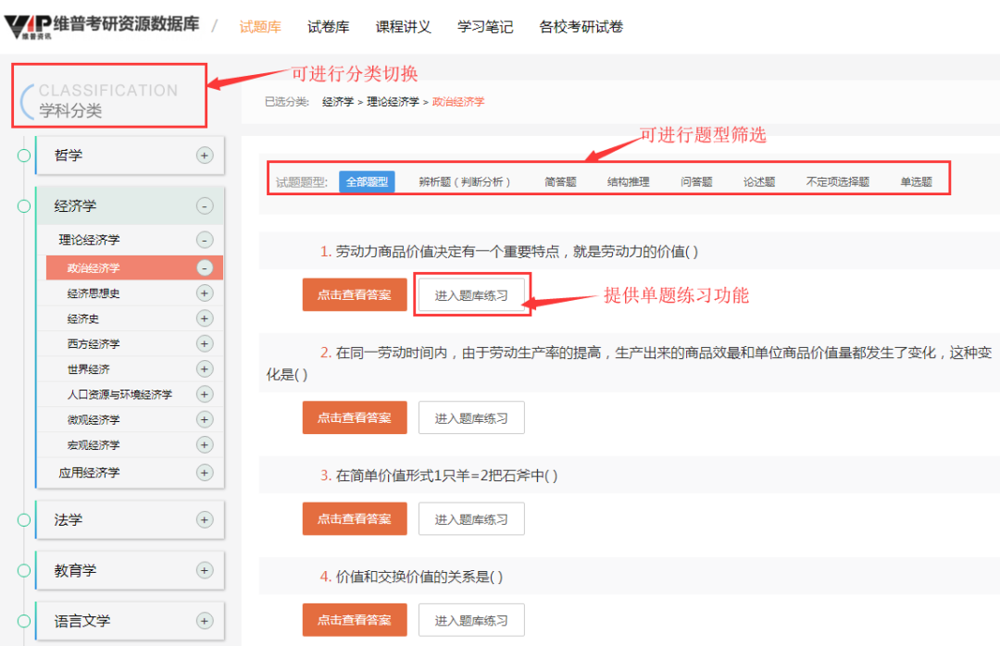 VIP 维普考研资源数据库 / 试题库 试卷库 课程讲义 学习笔记 各校考研试卷
维普资讯
可进行分类切换
CLASSIFICATION
学科分类
已选分类: 经济学 > 理论经济学 > 政治经济学
可进行题型筛选
试题题型: 全部题型 辨析题（判断分析） 简答题 结构推理 问答题 论述题 不定项选择题 单选题
哲学 +
经济学 -
理论经济学 -
政治经济学 -
经济思想史 +
经济史 +
西方经济学 +
世界经济 +
人口资源与环境经济学 +
微观经济学 +
宏观经济学 +
应用经济学 +
法学 +
教育学 +
语言文学 +
1. 劳动力商品价值决定有一个重要特点，就是劳动力的价值( )
点击查看答案 进入题库练习
提供单题练习功能
2. 在同一劳动时间内，由于劳动生产率的提高，生产出来的商品效最和单位商品价值量都发生了变化，这种变
化是( )
点击查看答案 进入题库练习
3. 在简单价值形式1只羊=2把石斧中( )
点击查看答案 进入题库练习
4. 价值和交换价值的关系是( )
点击查看答案 进入题库练习